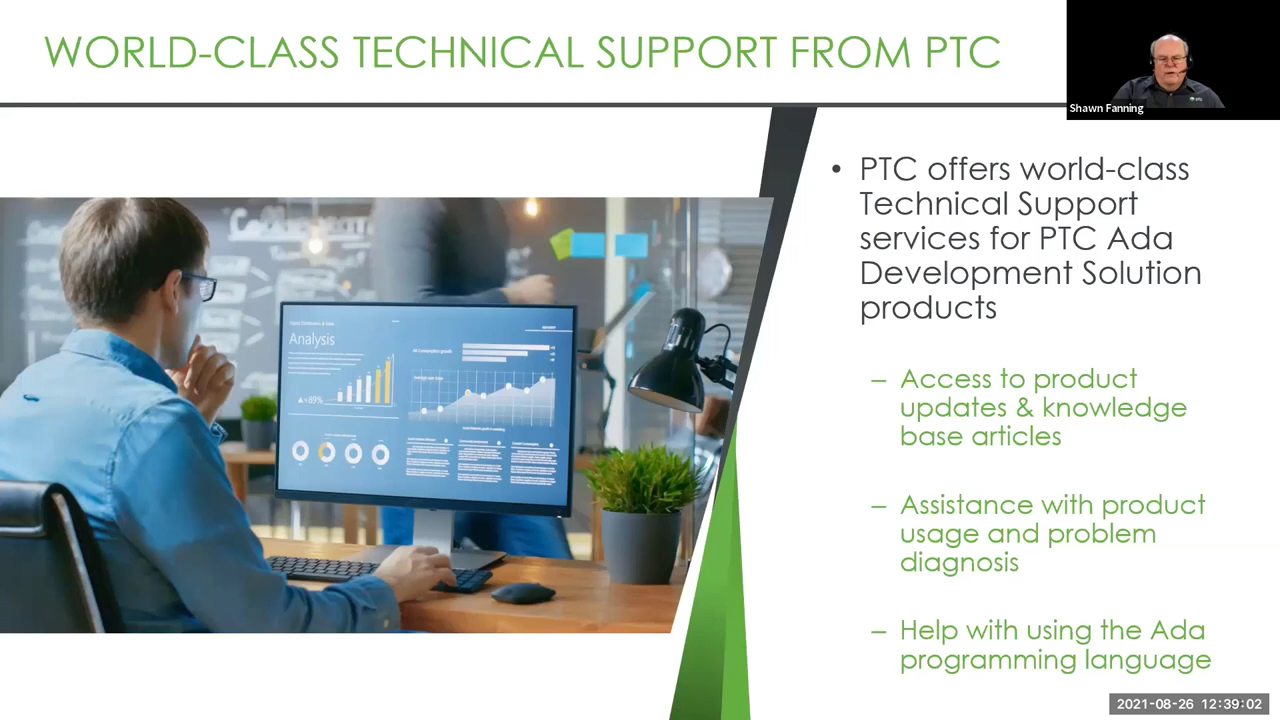 WORLD-CLASS TECHNICAL SUPPORT FROM PTC
Shawn Fanning
• PTC offers world-class
Technical Support
services for PTC Ada
Development Solution
products
– Access to product
updates & knowledge
base articles
– Assistance with product
usage and problem
diagnosis
– Help with using the Ada
programming language
Analysis
2021-08-26 12:39:02